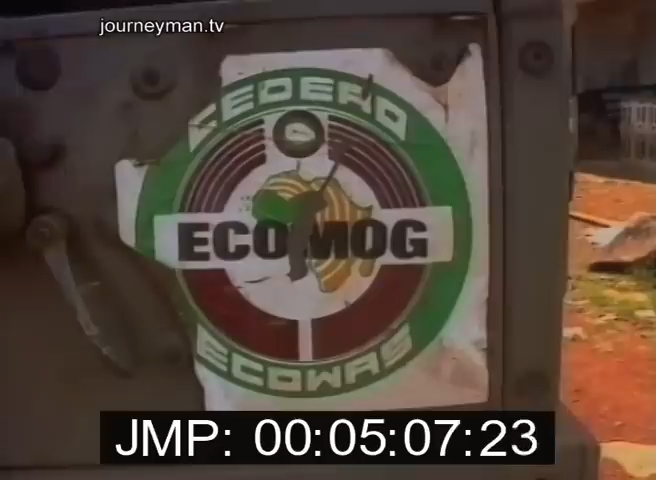 journeyman.tv
CEDEAO
ECOMOG
ECOWAS
JMP: 00:05:07:23